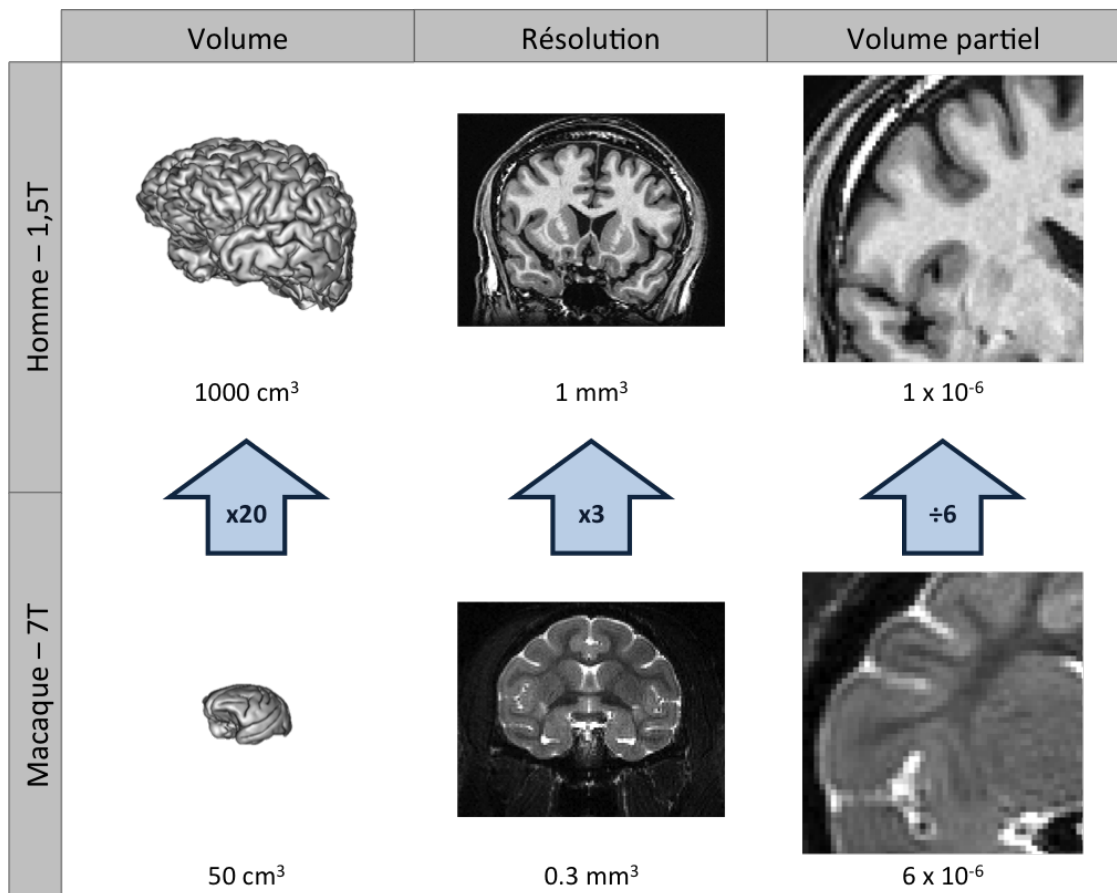 Volume
Résolution
Volume partiel
Homme – 1,5T
1000 cm³
1 mm³
1 x 10⁻⁶
x20
x3
÷6
Macaque – 7T
50 cm³
0.3 mm³
6 x 10⁻⁶